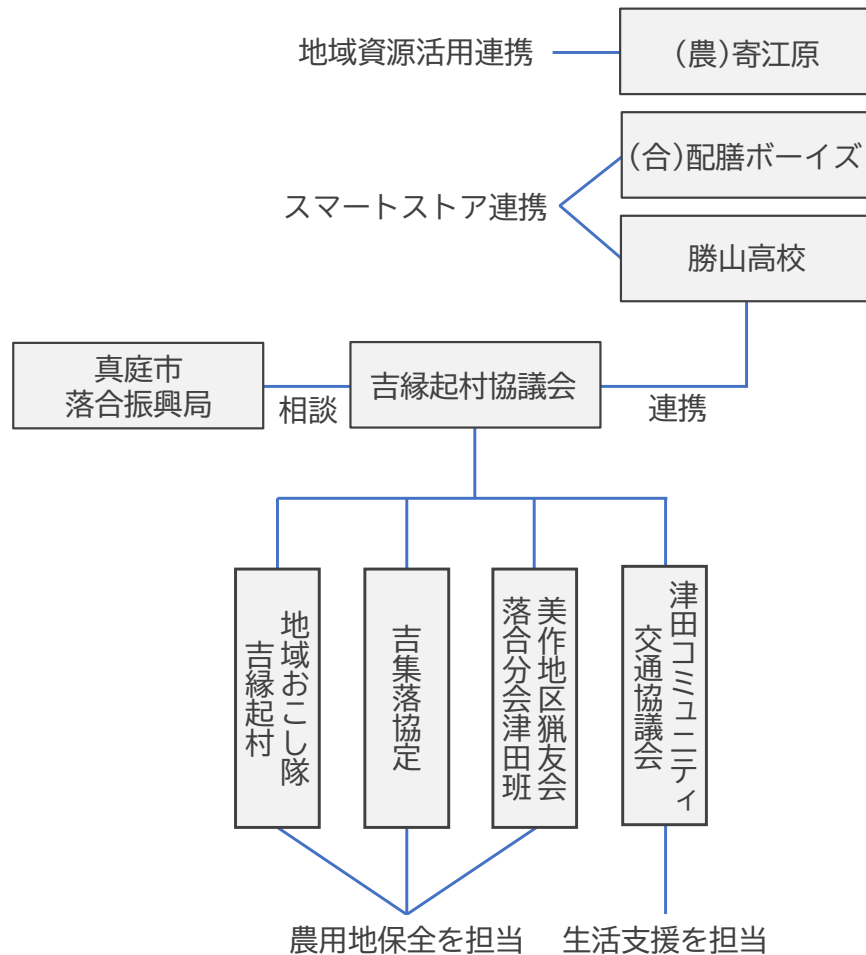 地域資源活用連携
（農）寄江原
（合）配膳ボーイズ
スマートストア連携
勝山高校
真庭市
落合振興局
相談
吉縁起村協議会
連携
地域おこし隊
吉縁起村
吉集落協定
美作地区猟友会
落合分会津田班
津田コミュニティ
交通協議会
農用地保全を担当
生活支援を担当